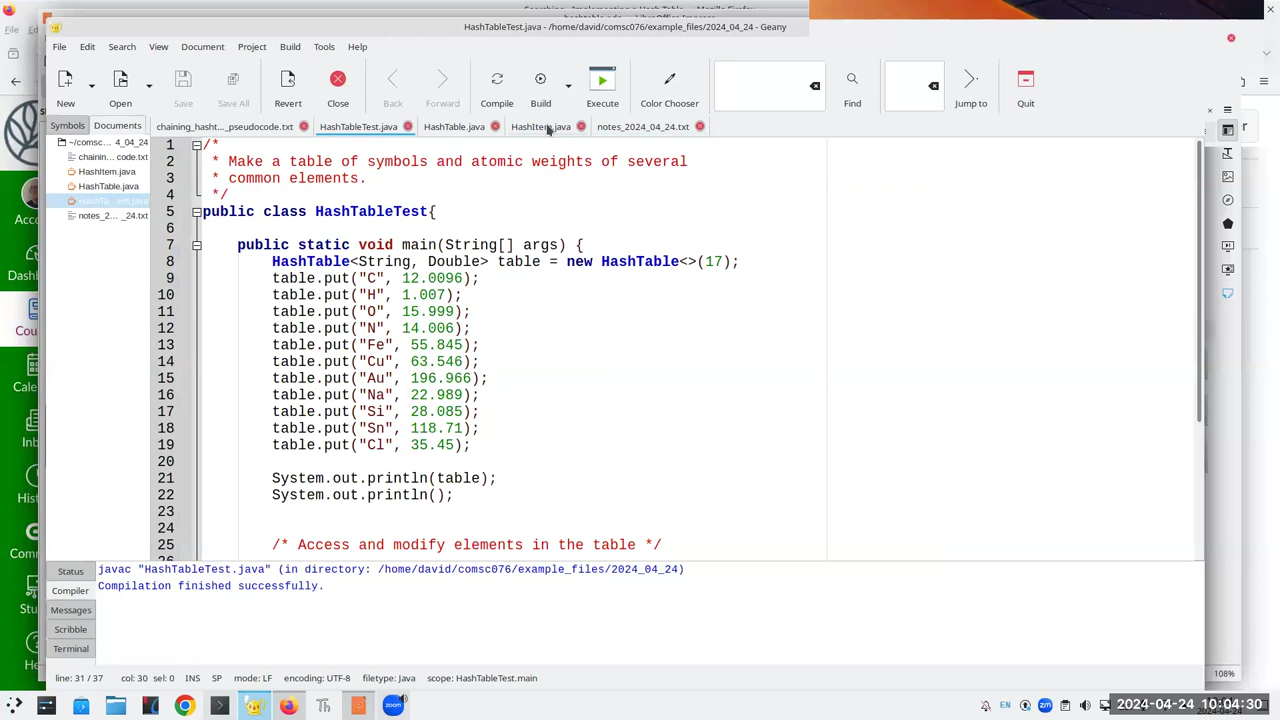 HashTableTest.java - /home/david/comsc076/example_files/2024_04_24 - Geany
File Edit Search View Document Project Build Tools Help
New Open Save Save All Revert Close Back Forward Compile Build Execute Color Chooser Find Jump to Quit
Symbols Documents
chaining_hasht..._pseudocode.txt HashTableTest.java HashTable.java HashItem.java notes_2024_04_24.txt
~/comsc... 4_04_24
chainin... code.txt
HashItem.java
HashTable.java
HashTa...est.java
notes_2..._24.txt
1 /*
2 * Make a table of symbols and atomic weights of several
3 * common elements.
4 */
5 public class HashTableTest{
6
7 public static void main(String[] args) {
8 HashTable<String, Double> table = new HashTable<>(17);
9 table.put("C", 12.0096);
10 table.put("H", 1.007);
11 table.put("O", 15.999);
12 table.put("N", 14.006);
13 table.put("Fe", 55.845);
14 table.put("Cu", 63.546);
15 table.put("Au", 196.966);
16 table.put("Na", 22.989);
17 table.put("Si", 28.085);
18 table.put("Sn", 118.71);
19 table.put("Cl", 35.45);
20
21 System.out.println(table);
22 System.out.println();
23
24
25 /* Access and modify elements in the table */
Status
Compiler
Messages
Scribble
Terminal
javac "HashTableTest.java" (in directory: /home/david/comsc076/example_files/2024_04_24)
Compilation finished successfully.
line: 31 / 37 col: 30 sel: 0 INS SP mode: LF encoding: UTF-8 filetype: Java scope: HashTableTest.main
108%
zoom
EN
2024-04-24 10:04:30